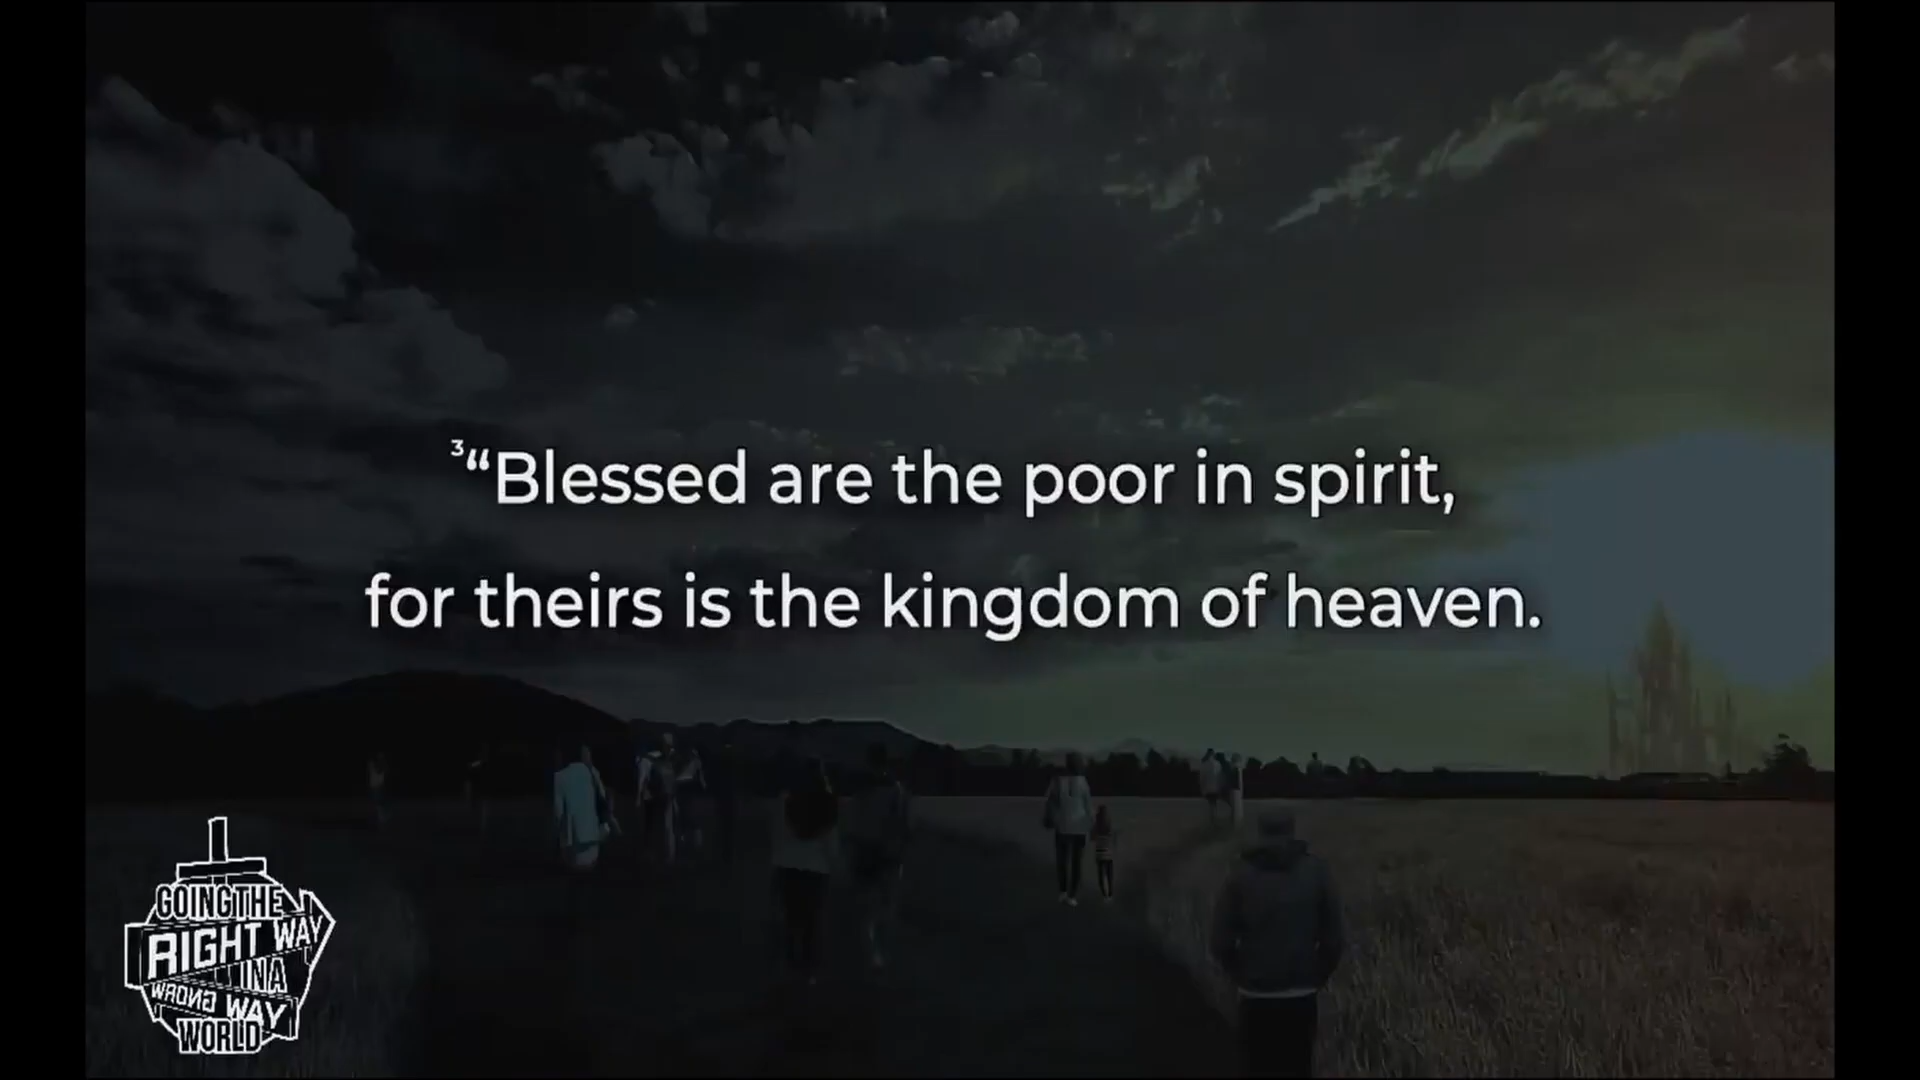 ³“Blessed are the poor in spirit,
for theirs is the kingdom of heaven.
GOING THE
RIGHT WAY
IN A
WRONG WAY
WORLD